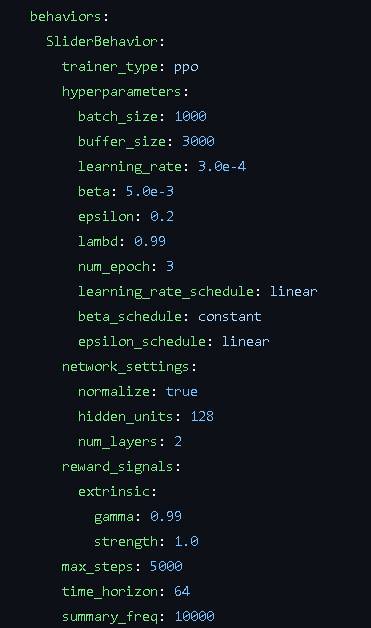 behaviors:
  SliderBehavior:
    trainer_type: ppo
    hyperparameters:
      batch_size: 1000
      buffer_size: 3000
      learning_rate: 3.0e-4
      beta: 5.0e-3
      epsilon: 0.2
      lambd: 0.99
      num_epoch: 3
      learning_rate_schedule: linear
      beta_schedule: constant
      epsilon_schedule: linear
    network_settings:
      normalize: true
      hidden_units: 128
      num_layers: 2
    reward_signals:
      extrinsic:
        gamma: 0.99
        strength: 1.0
    max_steps: 5000
    time_horizon: 64
    summary_freq: 10000